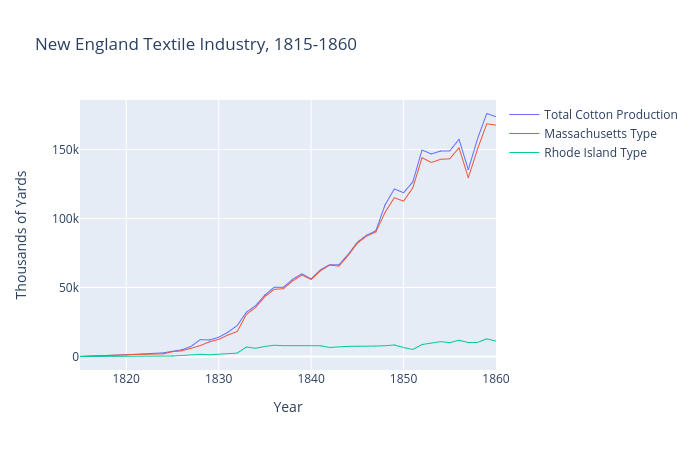 New England Textile Industry, 1815-1860
Total Cotton Production
Massachusetts Type
Rhode Island Type
Thousands of Yards
150k
100k
50k
0
1820
1830
1840
1850
1860
Year